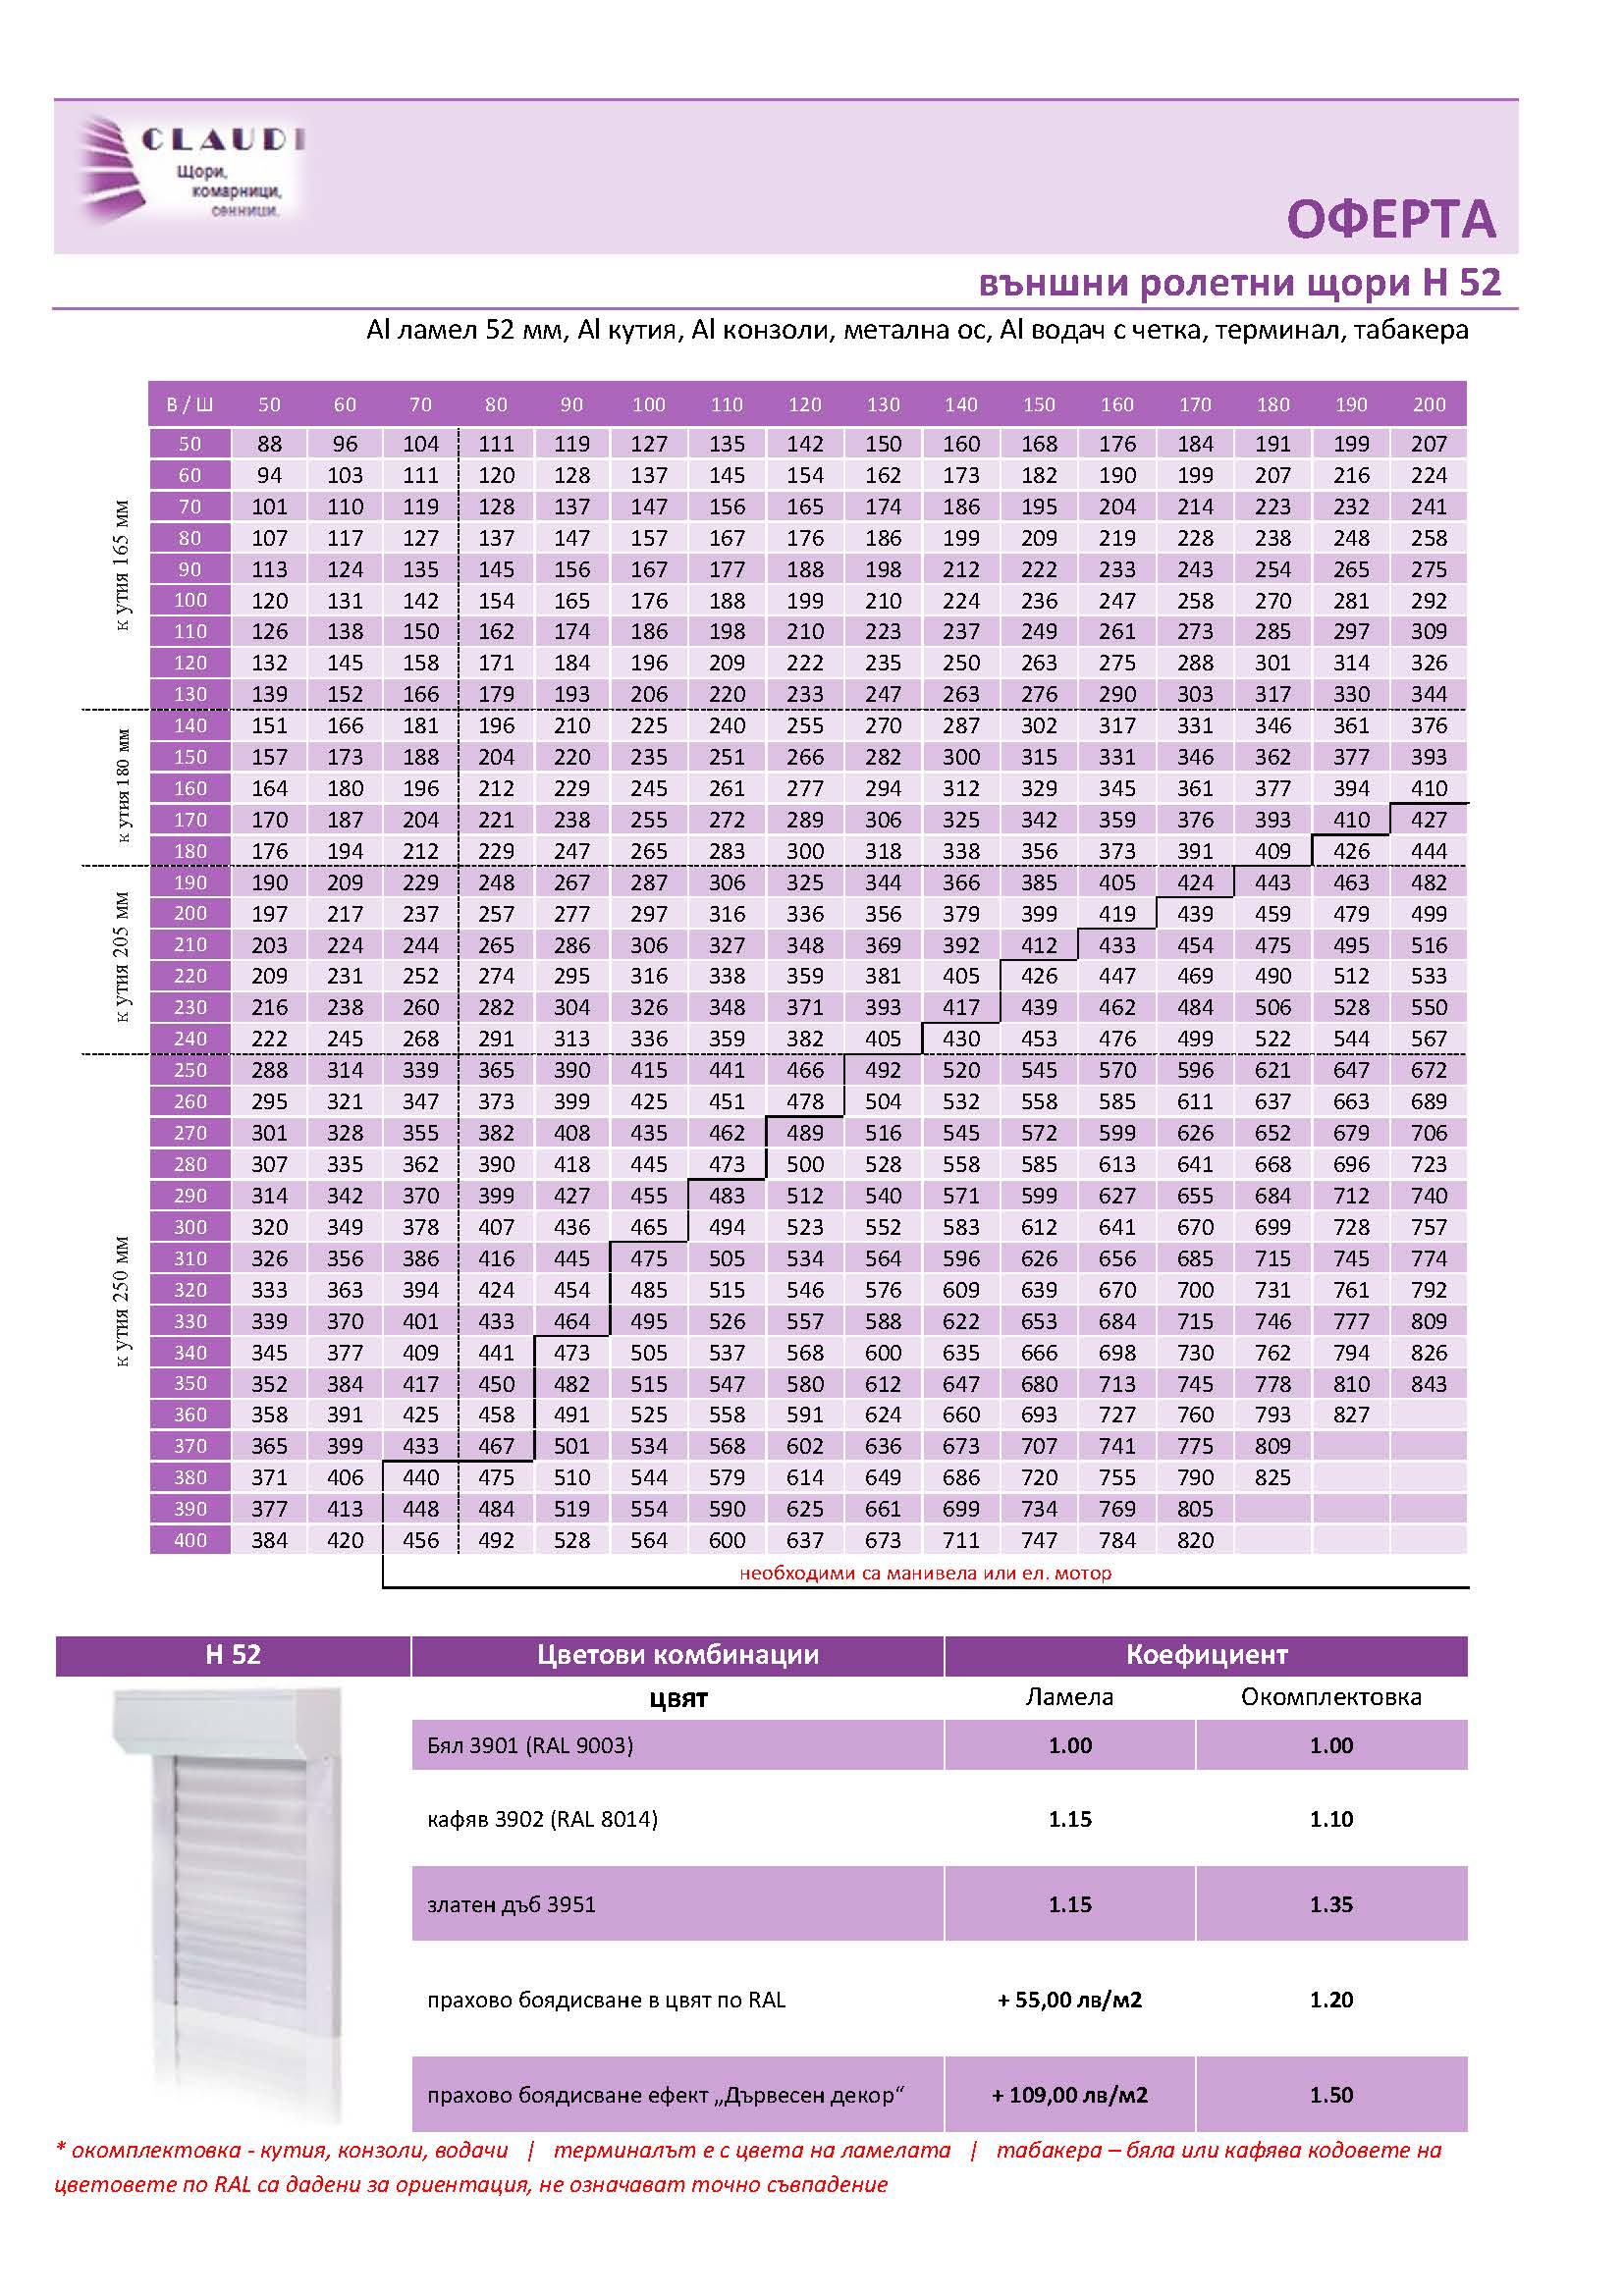 CLAUDI
Щори,
комарници,
сенници.
ОФЕРТА
външни ролетни щори H 52
Al ламел 52 мм, Al кутия, Al конзоли, метална ос, Al водач с четка, терминал, табакера
В / Ш 50 60 70 80 90 100 110 120 130 140 150 160 170 180 190 200
50 88 96 104 111 119 127 135 142 150 160 168 176 184 191 199 207
60 94 103 111 120 128 137 145 154 162 173 182 190 199 207 216 224
70 101 110 119 128 137 147 156 165 174 186 195 204 214 223 232 241
80 107 117 127 137 147 157 167 176 186 199 209 219 228 238 248 258
90 113 124 135 145 156 167 177 188 198 212 222 233 243 254 265 275
100 120 131 142 154 165 176 188 199 210 224 236 247 258 270 281 292
110 126 138 150 162 174 186 198 210 223 237 249 261 273 285 297 309
120 132 145 158 171 184 196 209 222 235 250 263 275 288 301 314 326
130 139 152 166 179 193 206 220 233 247 263 276 290 303 317 330 344
к утия 165 мм
140 151 166 181 196 210 225 240 255 270 287 302 317 331 346 361 376
150 157 173 188 204 220 235 251 266 282 300 315 331 346 362 377 393
160 164 180 196 212 229 245 261 277 294 312 329 345 361 377 394 410
170 170 187 204 221 238 255 272 289 306 325 342 359 376 393 410 427
180 176 194 212 229 247 265 283 300 318 338 356 373 391 409 426 444
к утия 180 мм
190 190 209 229 248 267 287 306 325 344 366 385 405 424 443 463 482
200 197 217 237 257 277 297 316 336 356 379 399 419 439 459 479 499
210 203 224 244 265 286 306 327 348 369 392 412 433 454 475 495 516
220 209 231 252 274 295 316 338 359 381 405 426 447 469 490 512 533
230 216 238 260 282 304 326 348 371 393 417 439 462 484 506 528 550
240 222 245 268 291 313 336 359 382 405 430 453 476 499 522 544 567
к утия 205 мм
250 288 314 339 365 390 415 441 466 492 520 545 570 596 621 647 672
260 295 321 347 373 399 425 451 478 504 532 558 585 611 637 663 689
270 301 328 355 382 408 435 462 489 516 545 572 599 626 652 679 706
280 307 335 362 390 418 445 473 500 528 558 585 613 641 668 696 723
290 314 342 370 399 427 455 483 512 540 571 599 627 655 684 712 740
300 320 349 378 407 436 465 494 523 552 583 612 641 670 699 728 757
310 326 356 386 416 445 475 505 534 564 596 626 656 685 715 745 774
320 333 363 394 424 454 485 515 546 576 609 639 670 700 731 761 792
330 339 370 401 433 464 495 526 557 588 622 653 684 715 746 777 809
340 345 377 409 441 473 505 537 568 600 635 666 698 730 762 794 826
350 352 384 417 450 482 515 547 580 612 647 680 713 745 778 810 843
360 358 391 425 458 491 525 558 591 624 660 693 727 760 793 827
370 365 399 433 467 501 534 568 602 636 673 707 741 775 809
380 371 406 440 475 510 544 579 614 649 686 720 755 790 825
390 377 413 448 484 519 554 590 625 661 699 734 769 805
400 384 420 456 492 528 564 600 637 673 711 747 784 820
к утия 250 мм
необходими са манивела или ел. мотор
H 52 Цветови комбинации Коефициент
цвят Ламела Окомплектовка
Бял 3901 (RAL 9003) 1.00 1.00
кафяв 3902 (RAL 8014) 1.15 1.10
златен дъб 3951 1.15 1.35
прахово боядисване в цвят по RAL + 55,00 лв/м2 1.20
прахово боядисване ефект „Дървесен декор“ + 109,00 лв/м2 1.50
* окомплектовка - кутия, конзоли, водачи | терминалът е с цвета на ламелата | табакера – бяла или кафява кодовете на
цветовете по RAL са дадени за ориентация, не означават точно съвпадение